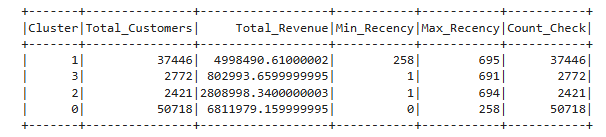 +-------+---------------+------------------+-----------+-----------+-----------+
|Cluster|Total_Customers|     Total_Revenue|Min_Recency|Max_Recency|Count_Check|
+-------+---------------+------------------+-----------+-----------+-----------+
|      1|          37446|  4998490.61000002|        258|        695|      37446|
|      3|           2772| 802993.6599999995|          1|        691|       2772|
|      2|           2421|2808998.3400000003|          1|        694|       2421|
|      0|          50718| 6811979.159999995|          0|        258|      50718|
+-------+---------------+------------------+-----------+-----------+-----------+